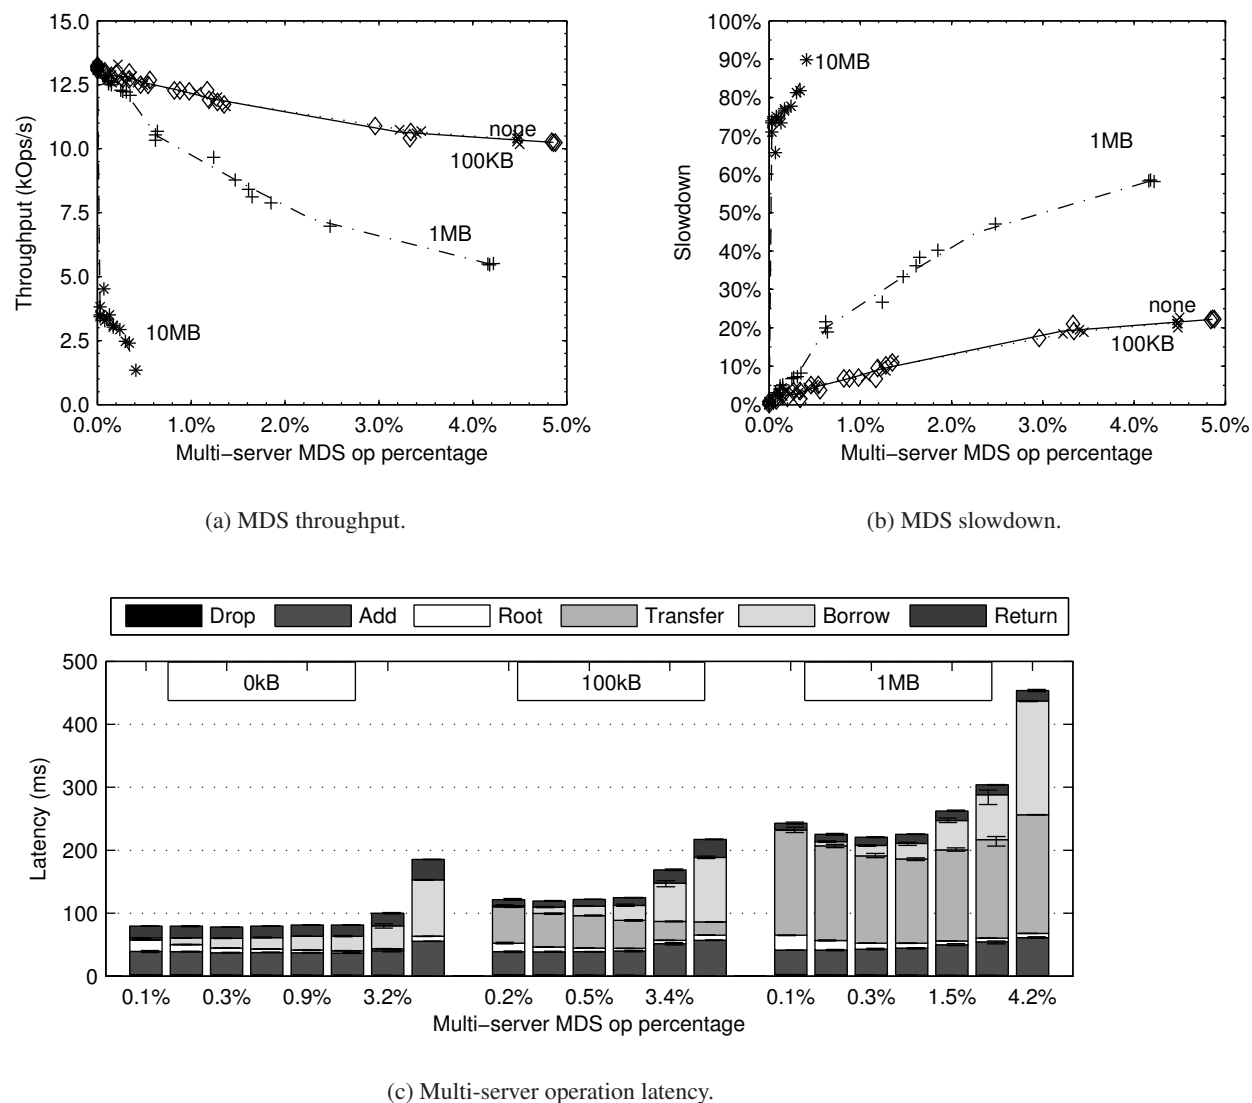 15.0
12.5
10.0
7.5
5.0
2.5
0.0
Throughput (kOps/s)
none
100KB
1MB
10MB
0.0% 1.0% 2.0% 3.0% 4.0% 5.0%
Multi−server MDS op percentage
(a) MDS throughput.
100%
90%
80%
70%
60%
50%
40%
30%
20%
10%
0%
Slowdown
10MB
1MB
none
100KB
0.0% 1.0% 2.0% 3.0% 4.0% 5.0%
Multi−server MDS op percentage
(b) MDS slowdown.
Drop Add Root Transfer Borrow Return
500
400
300
200
100
0
Latency (ms)
0kB 100kB 1MB
0.1% 0.3% 0.9% 3.2% 0.2% 0.5% 3.4% 0.1% 0.3% 1.5% 4.2%
Multi−server MDS op percentage
(c) Multi-server operation latency.